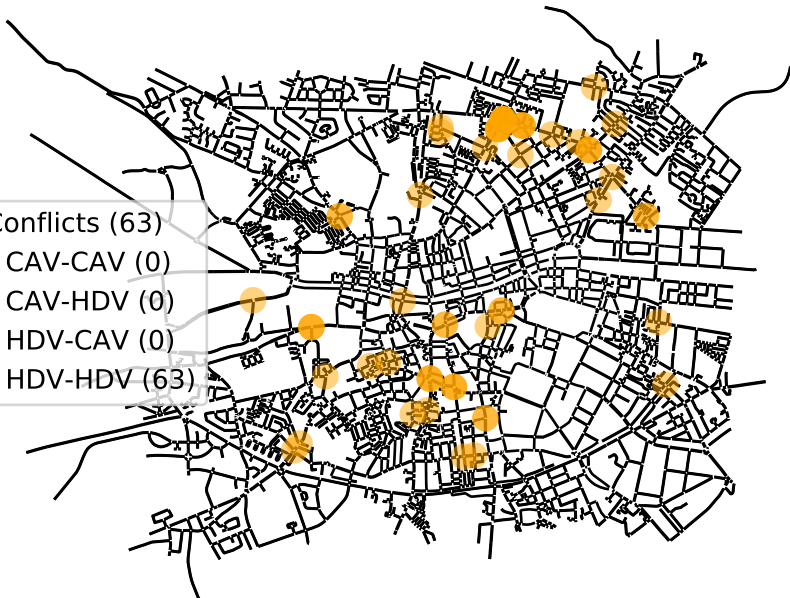 Conflicts (63)
CAV-CAV (0)
CAV-HDV (0)
HDV-CAV (0)
HDV-HDV (63)